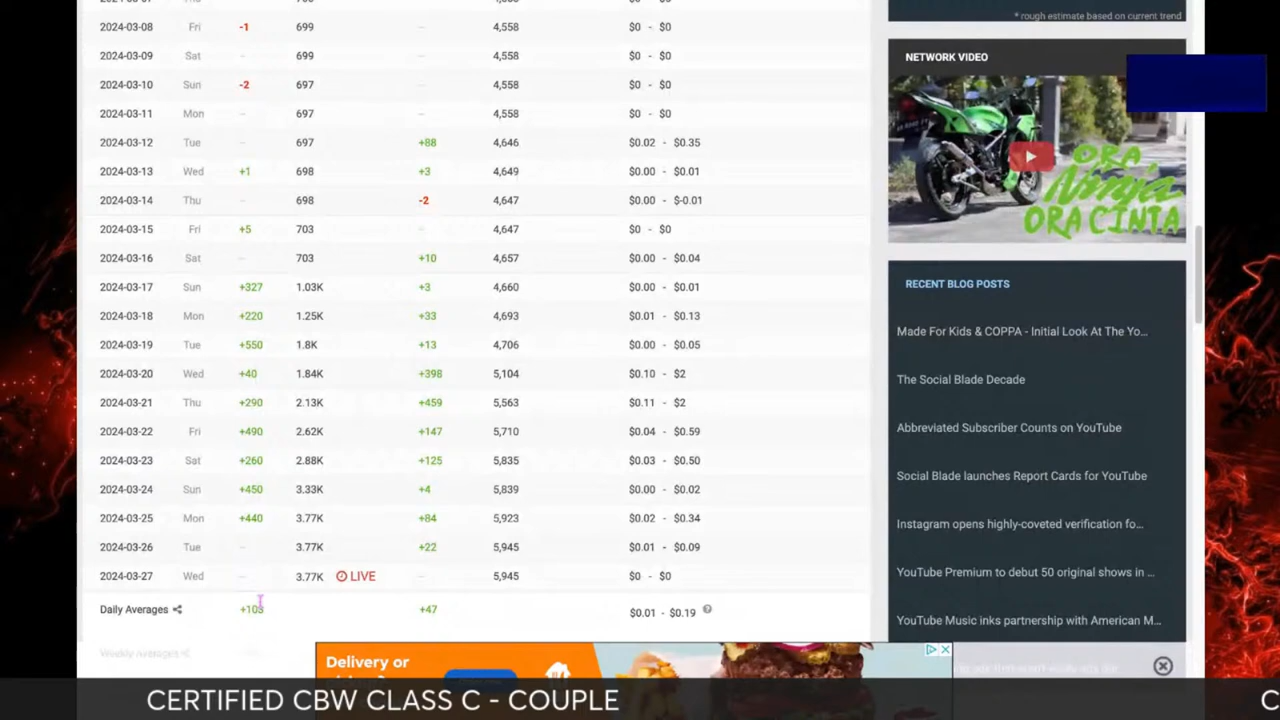 * rough estimate based on current trend
2024-03-08 Fri -1 699 -- 4,558 $0 - $0
2024-03-09 Sat -- 699 -- 4,558 $0 - $0
2024-03-10 Sun -2 697 -- 4,558 $0 - $0
2024-03-11 Mon -- 697 -- 4,558 $0 - $0
2024-03-12 Tue -- 697 +88 4,646 $0.02 - $0.35
2024-03-13 Wed +1 698 +3 4,649 $0.00 - $0.01
2024-03-14 Thu -- 698 -2 4,647 $0.00 - $-0.01
2024-03-15 Fri +5 703 -- 4,647 $0 - $0
2024-03-16 Sat -- 703 +10 4,657 $0.00 - $0.04
2024-03-17 Sun +327 1.03K +3 4,660 $0.00 - $0.01
2024-03-18 Mon +220 1.25K +33 4,693 $0.01 - $0.13
2024-03-19 Tue +550 1.8K +13 4,706 $0.00 - $0.05
2024-03-20 Wed +40 1.84K +398 5,104 $0.10 - $2
2024-03-21 Thu +290 2.13K +459 5,563 $0.11 - $2
2024-03-22 Fri +490 2.62K +147 5,710 $0.04 - $0.59
2024-03-23 Sat +260 2.88K +125 5,835 $0.03 - $0.50
2024-03-24 Sun +450 3.33K +4 5,839 $0.00 - $0.02
2024-03-25 Mon +440 3.77K +84 5,923 $0.02 - $0.34
2024-03-26 Tue -- 3.77K +22 5,945 $0.01 - $0.09
2024-03-27 Wed -- 3.77K LIVE -- 5,945 $0 - $0
Daily Averages +47 $0.01 - $0.19
Weekly Averages
NETWORK VIDEO
ORA,
Ninja
ORA CINTA
RECENT BLOG POSTS
Made For Kids & COPPA - Initial Look At The Yo...
The Social Blade Decade
Abbreviated Subscriber Counts on YouTube
Social Blade launches Report Cards for YouTube
Instagram opens highly-coveted verification fo...
YouTube Premium to debut 50 original shows in ...
YouTube Music inks partnership with American M...
Delivery or
CERTIFIED CBW CLASS C - COUPLE
C